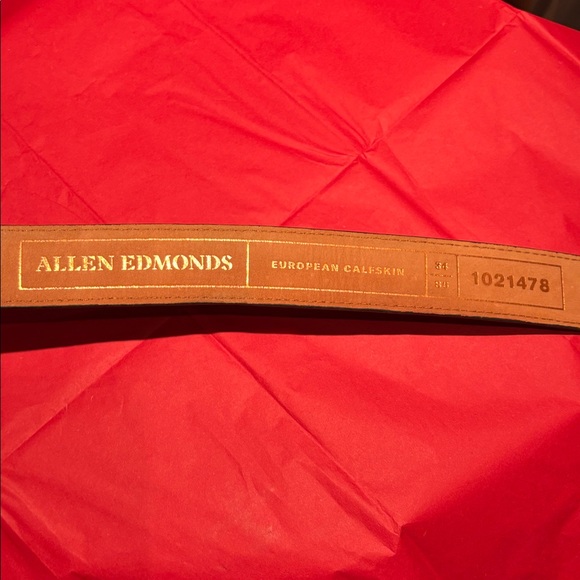 ALLEN EDMONDS
EUROPEAN CALFSKIN
34
1021478